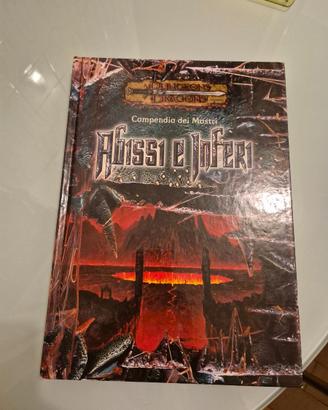 DUNGEONS
DRAGONS
Compendio dei Mostri
Abissi e Inferi